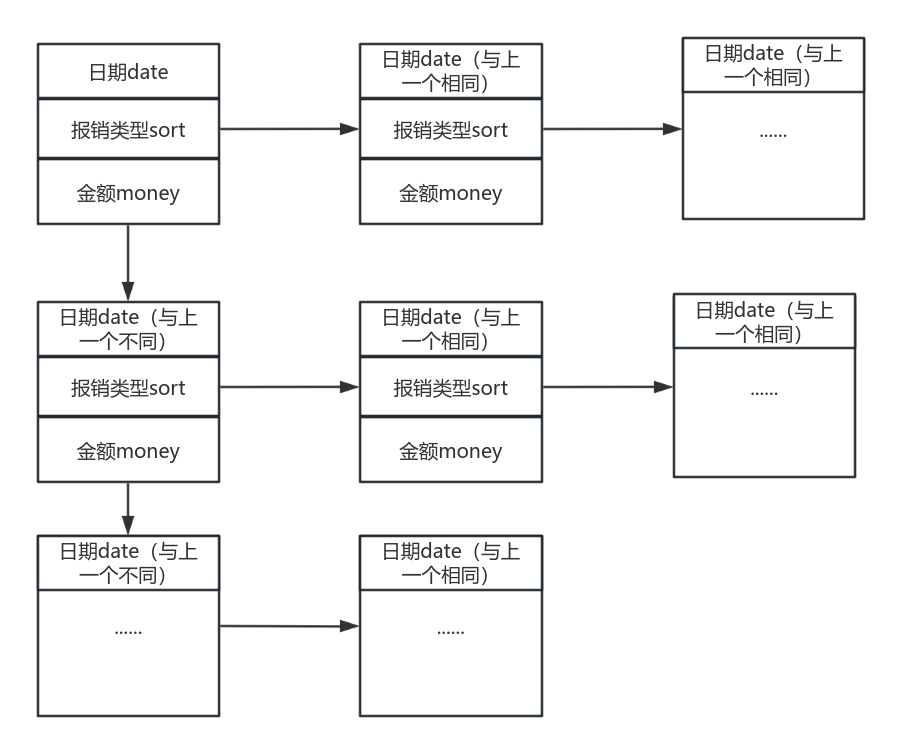 日期date
报销类型sort
金额money
日期date（与上
一个相同）
报销类型sort
金额money
日期date（与上
一个相同）
......
日期date（与上
一个不同）
报销类型sort
金额money
日期date（与上
一个相同）
报销类型sort
金额money
日期date（与上
一个相同）
......
日期date（与上
一个不同）
......
日期date（与上
一个相同）
......